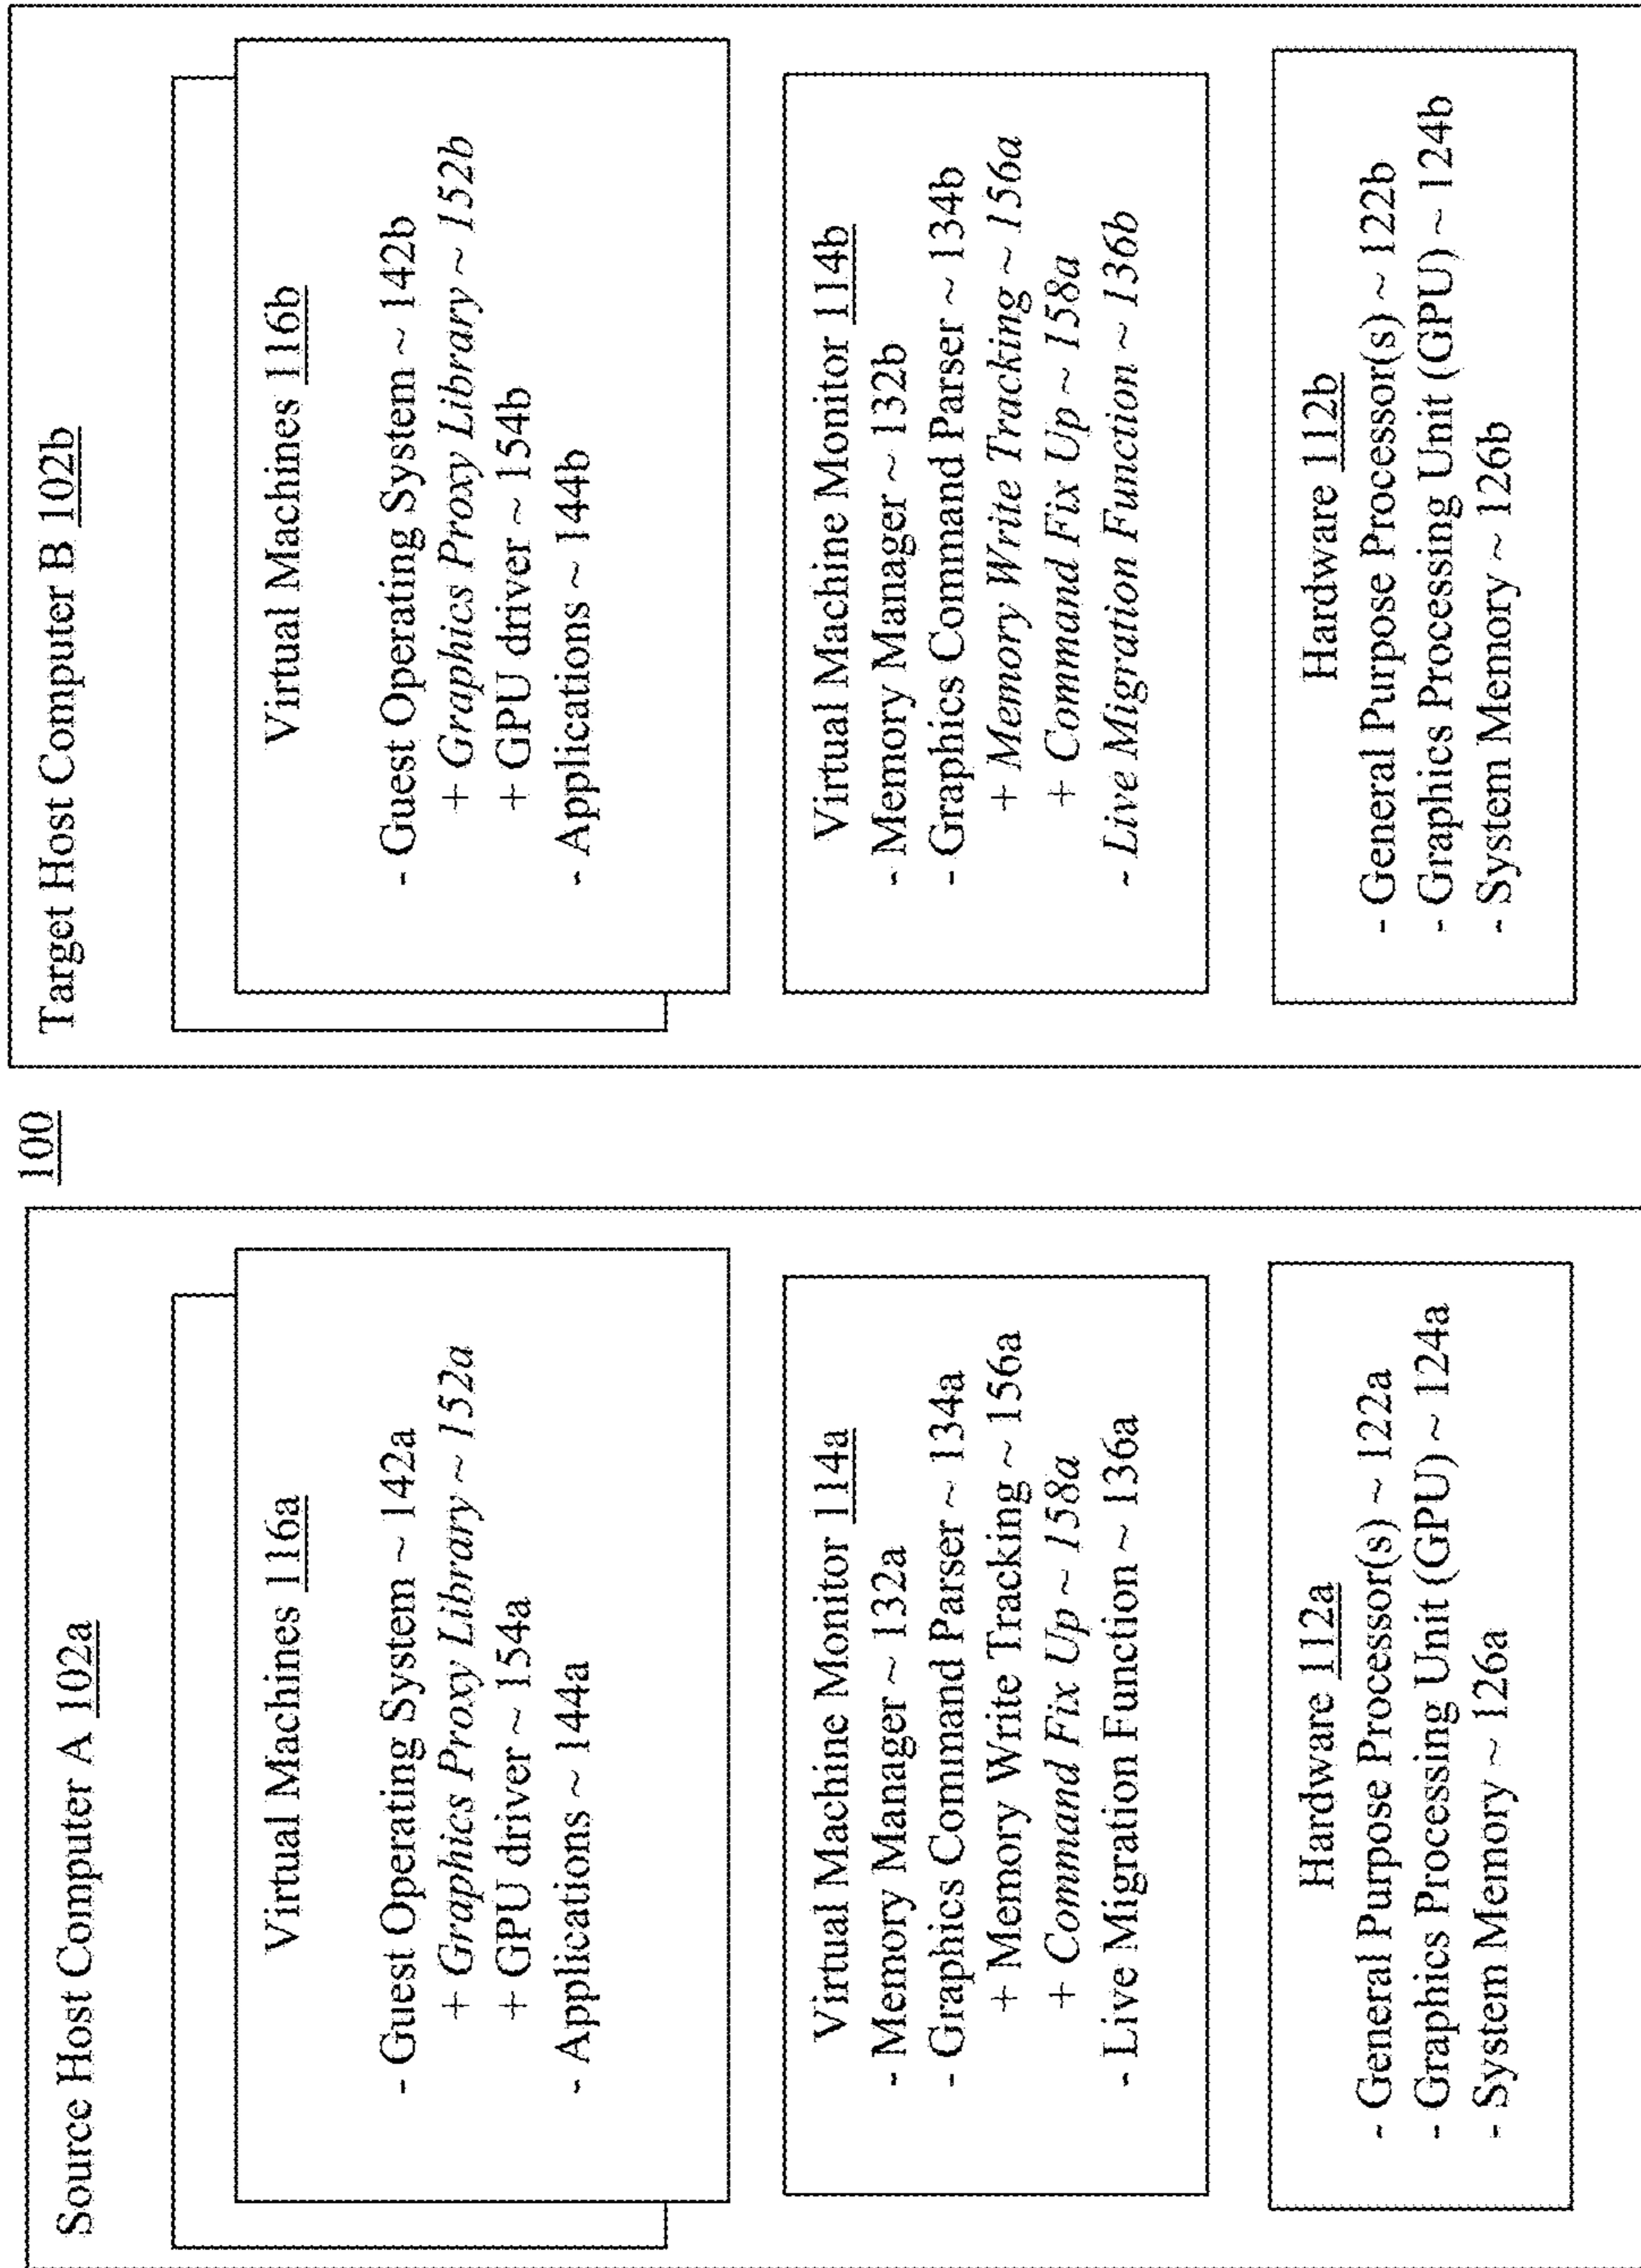 100
Source Host Computer A 102a
Virtual Machines 116a
- Guest Operating System ~ 142a
+ Graphics Proxy Library ~ 152a
+ GPU driver ~ 154a
- Applications ~ 144a
Virtual Machine Monitor 114a
- Memory Manager ~ 132a
- Graphics Command Parser ~ 134a
+ Memory Write Tracking ~ 156a
+ Command Fix Up ~ 158a
- Live Migration Function ~ 136a
Hardware 112a
- General Purpose Processor(s) ~ 122a
- Graphics Processing Unit (GPU) ~ 124a
- System Memory ~ 126a
Target Host Computer B 102b
Virtual Machines 116b
- Guest Operating System ~ 142b
+ Graphics Proxy Library ~ 152b
+ GPU driver ~ 154b
- Applications ~ 144b
Virtual Machine Monitor 114b
- Memory Manager ~ 132b
- Graphics Command Parser ~ 134b
+ Memory Write Tracking ~ 156a
+ Command Fix Up ~ 158a
- Live Migration Function ~ 136b
Hardware 112b
- General Purpose Processor(s) ~ 122b
- Graphics Processing Unit (GPU) ~ 124b
- System Memory ~ 126b